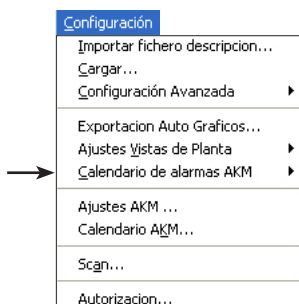 Configuración
Importar fichero descripcion...
Cargar...
Configuración Avanzada
Exportacion Auto Graficos...
Ajustes Vistas de Planta
Calendario de alarmas AKM
Ajustes AKM ...
Calendario AKM...
Scan...
Autorizacion...